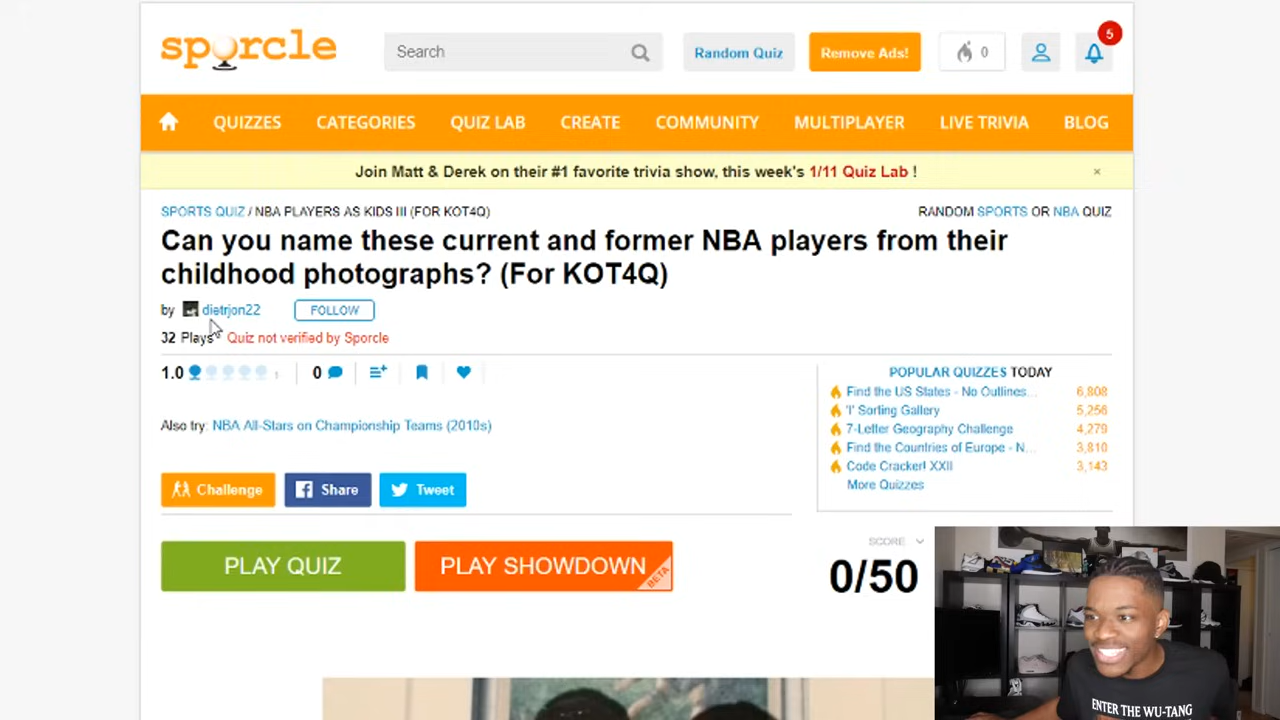 sporcle
Search
Random Quiz
Remove Ads!
0
5
QUIZZES
CATEGORIES
QUIZ LAB
CREATE
COMMUNITY
MULTIPLAYER
LIVE TRIVIA
BLOG
Join Matt & Derek on their #1 favorite trivia show, this week's 1/11 Quiz Lab !
×
SPORTS QUIZ / NBA PLAYERS AS KIDS III (FOR KOT4Q)
RANDOM SPORTS OR NBA QUIZ
Can you name these current and former NBA players from their
childhood photographs? (For KOT4Q)
by dietrjon22
FOLLOW
32 Plays
Quiz not verified by Sporcle
1.0
1
0
Also try: NBA All-Stars on Championship Teams (2010s)
Challenge
Share
Tweet
POPULAR QUIZZES TODAY
Find the US States - No Outlines... 6,808
'I' Sorting Gallery 5,256
7-Letter Geography Challenge 4,279
Find the Countries of Europe - N... 3,810
Code Cracker! XXII 3,143
More Quizzes
PLAY QUIZ
PLAY SHOWDOWN
BETA
SCORE
0/50
ENTER THE WU-TANG